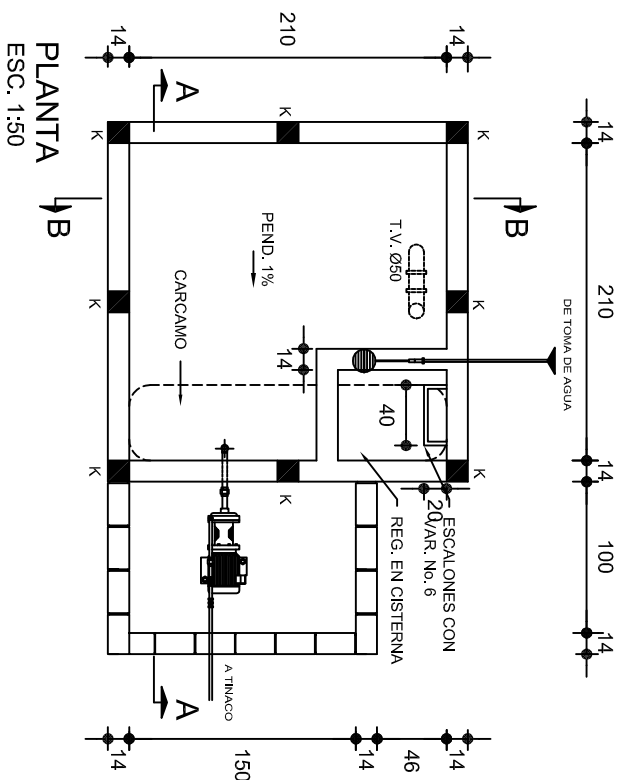 PLANTA
ESC. 1:50
14
210
14
14
210
14
100
14
14
46
14
150
14
A
A
B
B
K
K
K
K
K
K
K
K
DE TOMA DE AGUA
T.V. Ø50
PEND. 1%
CARCAMO
14
40
20
ESCALONES CON
VAR. No. 6
REG. EN CISTERNA
A TINACO